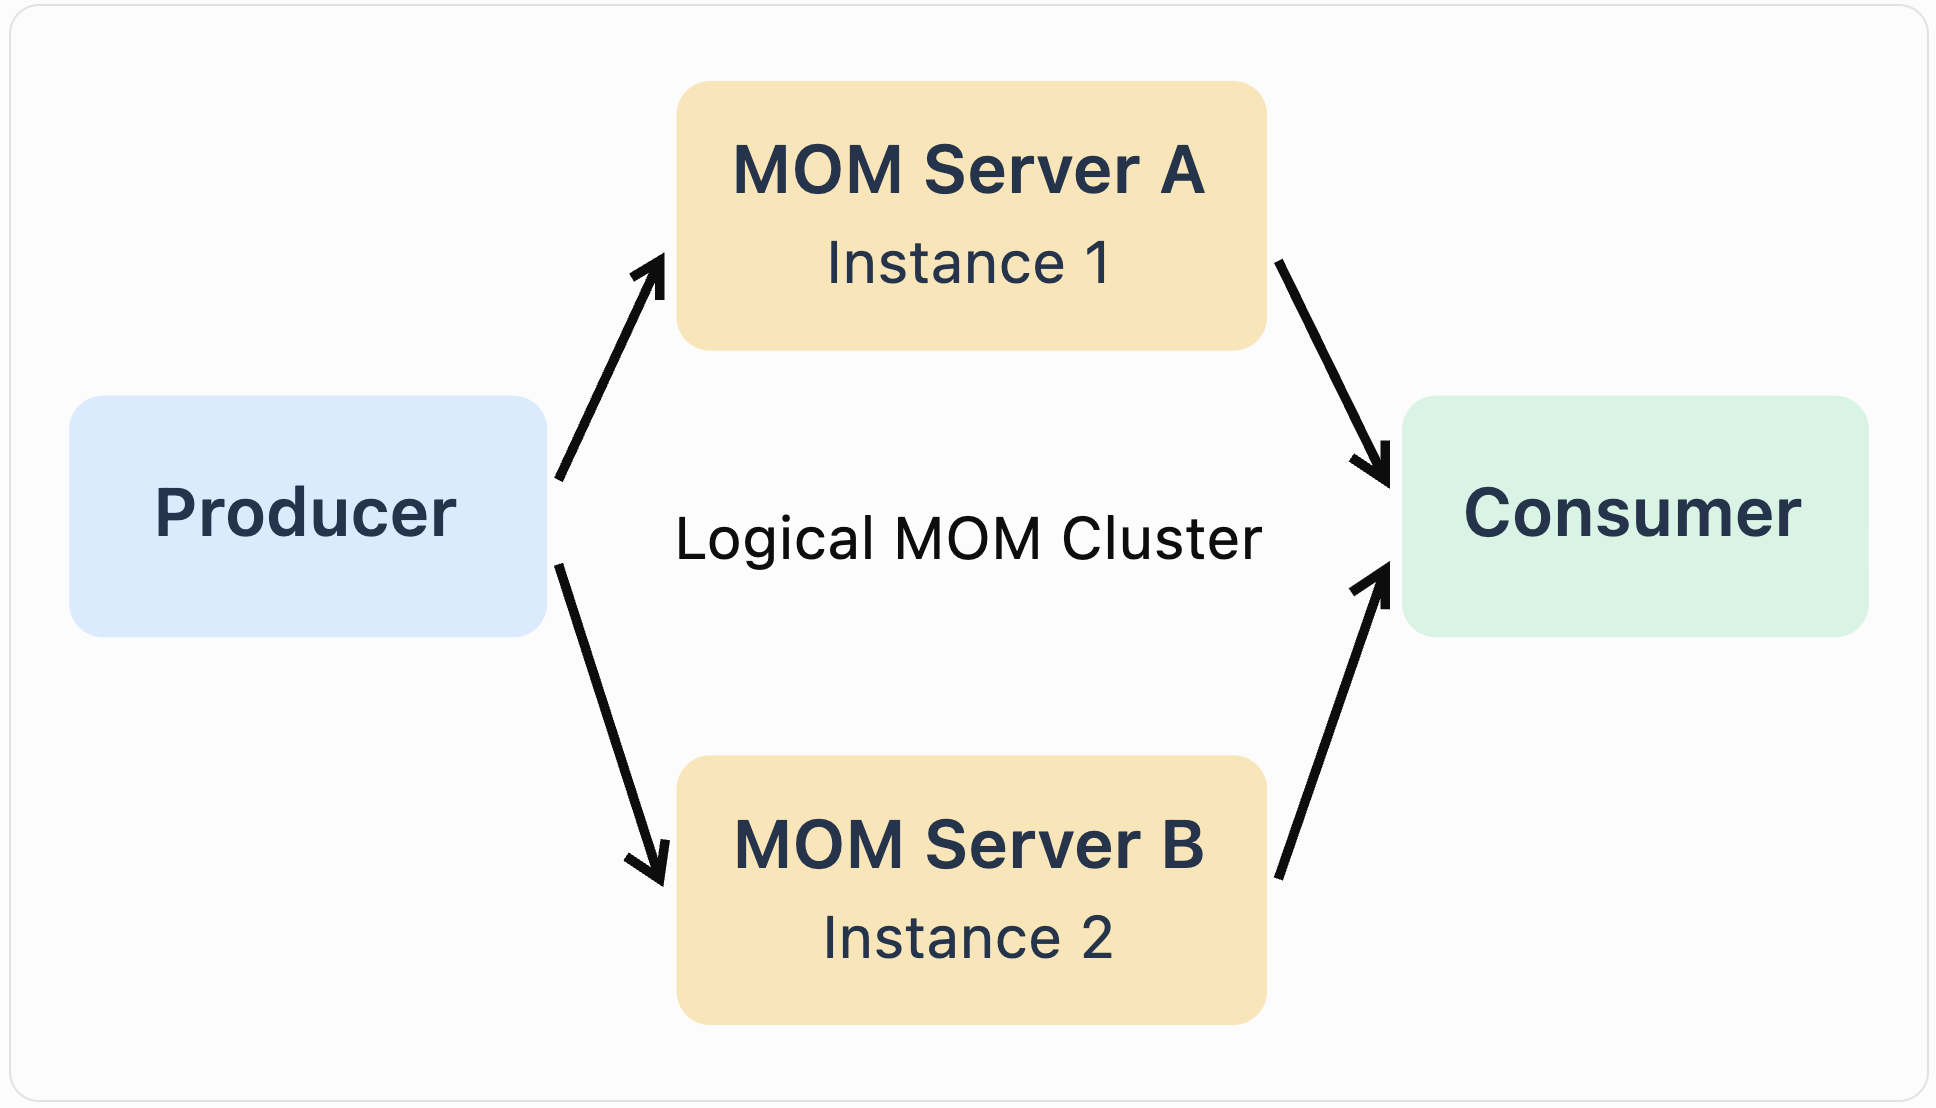 MOM Server A
Instance 1
Producer
Logical MOM Cluster
Consumer
MOM Server B
Instance 2